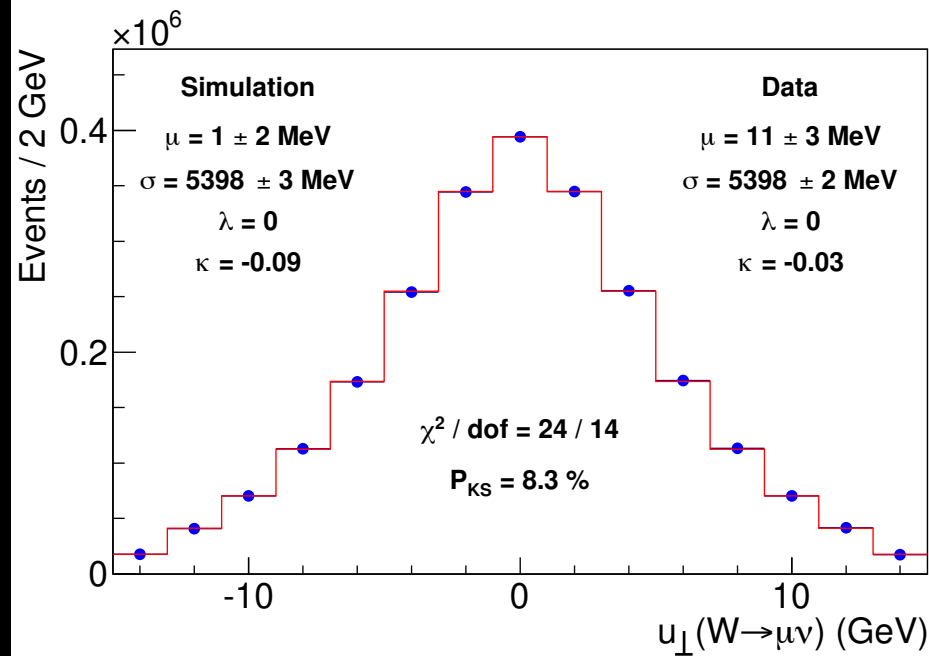 ×10⁶
Events / 2 GeV
Simulation
μ = 1 ± 2 MeV
σ = 5398 ± 3 MeV
λ = 0
κ = -0.09
Data
μ = 11 ± 3 MeV
σ = 5398 ± 2 MeV
λ = 0
κ = -0.03
χ² / dof = 24 / 14
P_KS = 8.3 %
0.4
0.2
0
-10
0
10
u_⊥(W→μν) (GeV)